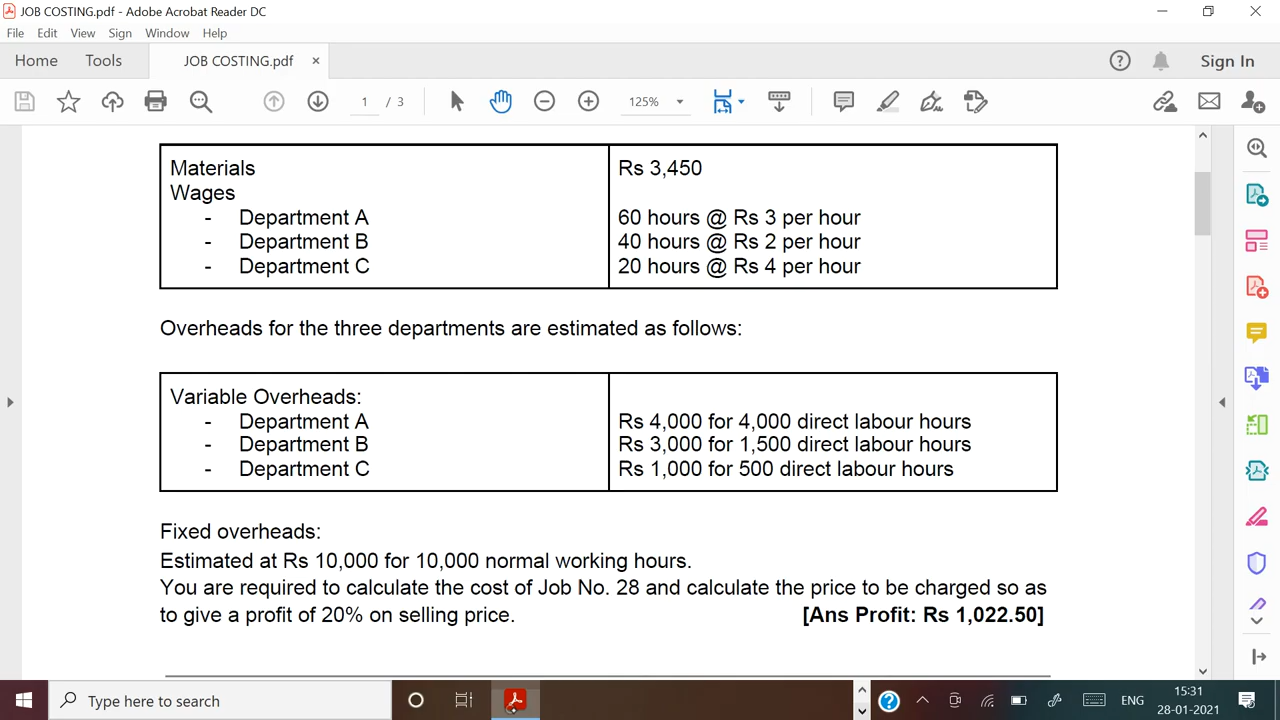 JOB COSTING.pdf - Adobe Acrobat Reader DC
File Edit View Sign Window Help
Home Tools JOB COSTING.pdf × Sign In
1 / 3 125%
Materials Rs 3,450
Wages
- Department A 60 hours @ Rs 3 per hour
- Department B 40 hours @ Rs 2 per hour
- Department C 20 hours @ Rs 4 per hour
Overheads for the three departments are estimated as follows:
Variable Overheads:
- Department A Rs 4,000 for 4,000 direct labour hours
- Department B Rs 3,000 for 1,500 direct labour hours
- Department C Rs 1,000 for 500 direct labour hours
Fixed overheads:
Estimated at Rs 10,000 for 10,000 normal working hours.
You are required to calculate the cost of Job No. 28 and calculate the price to be charged so as
to give a profit of 20% on selling price. [Ans Profit: Rs 1,022.50]
Type here to search ENG 15:31
28-01-2021